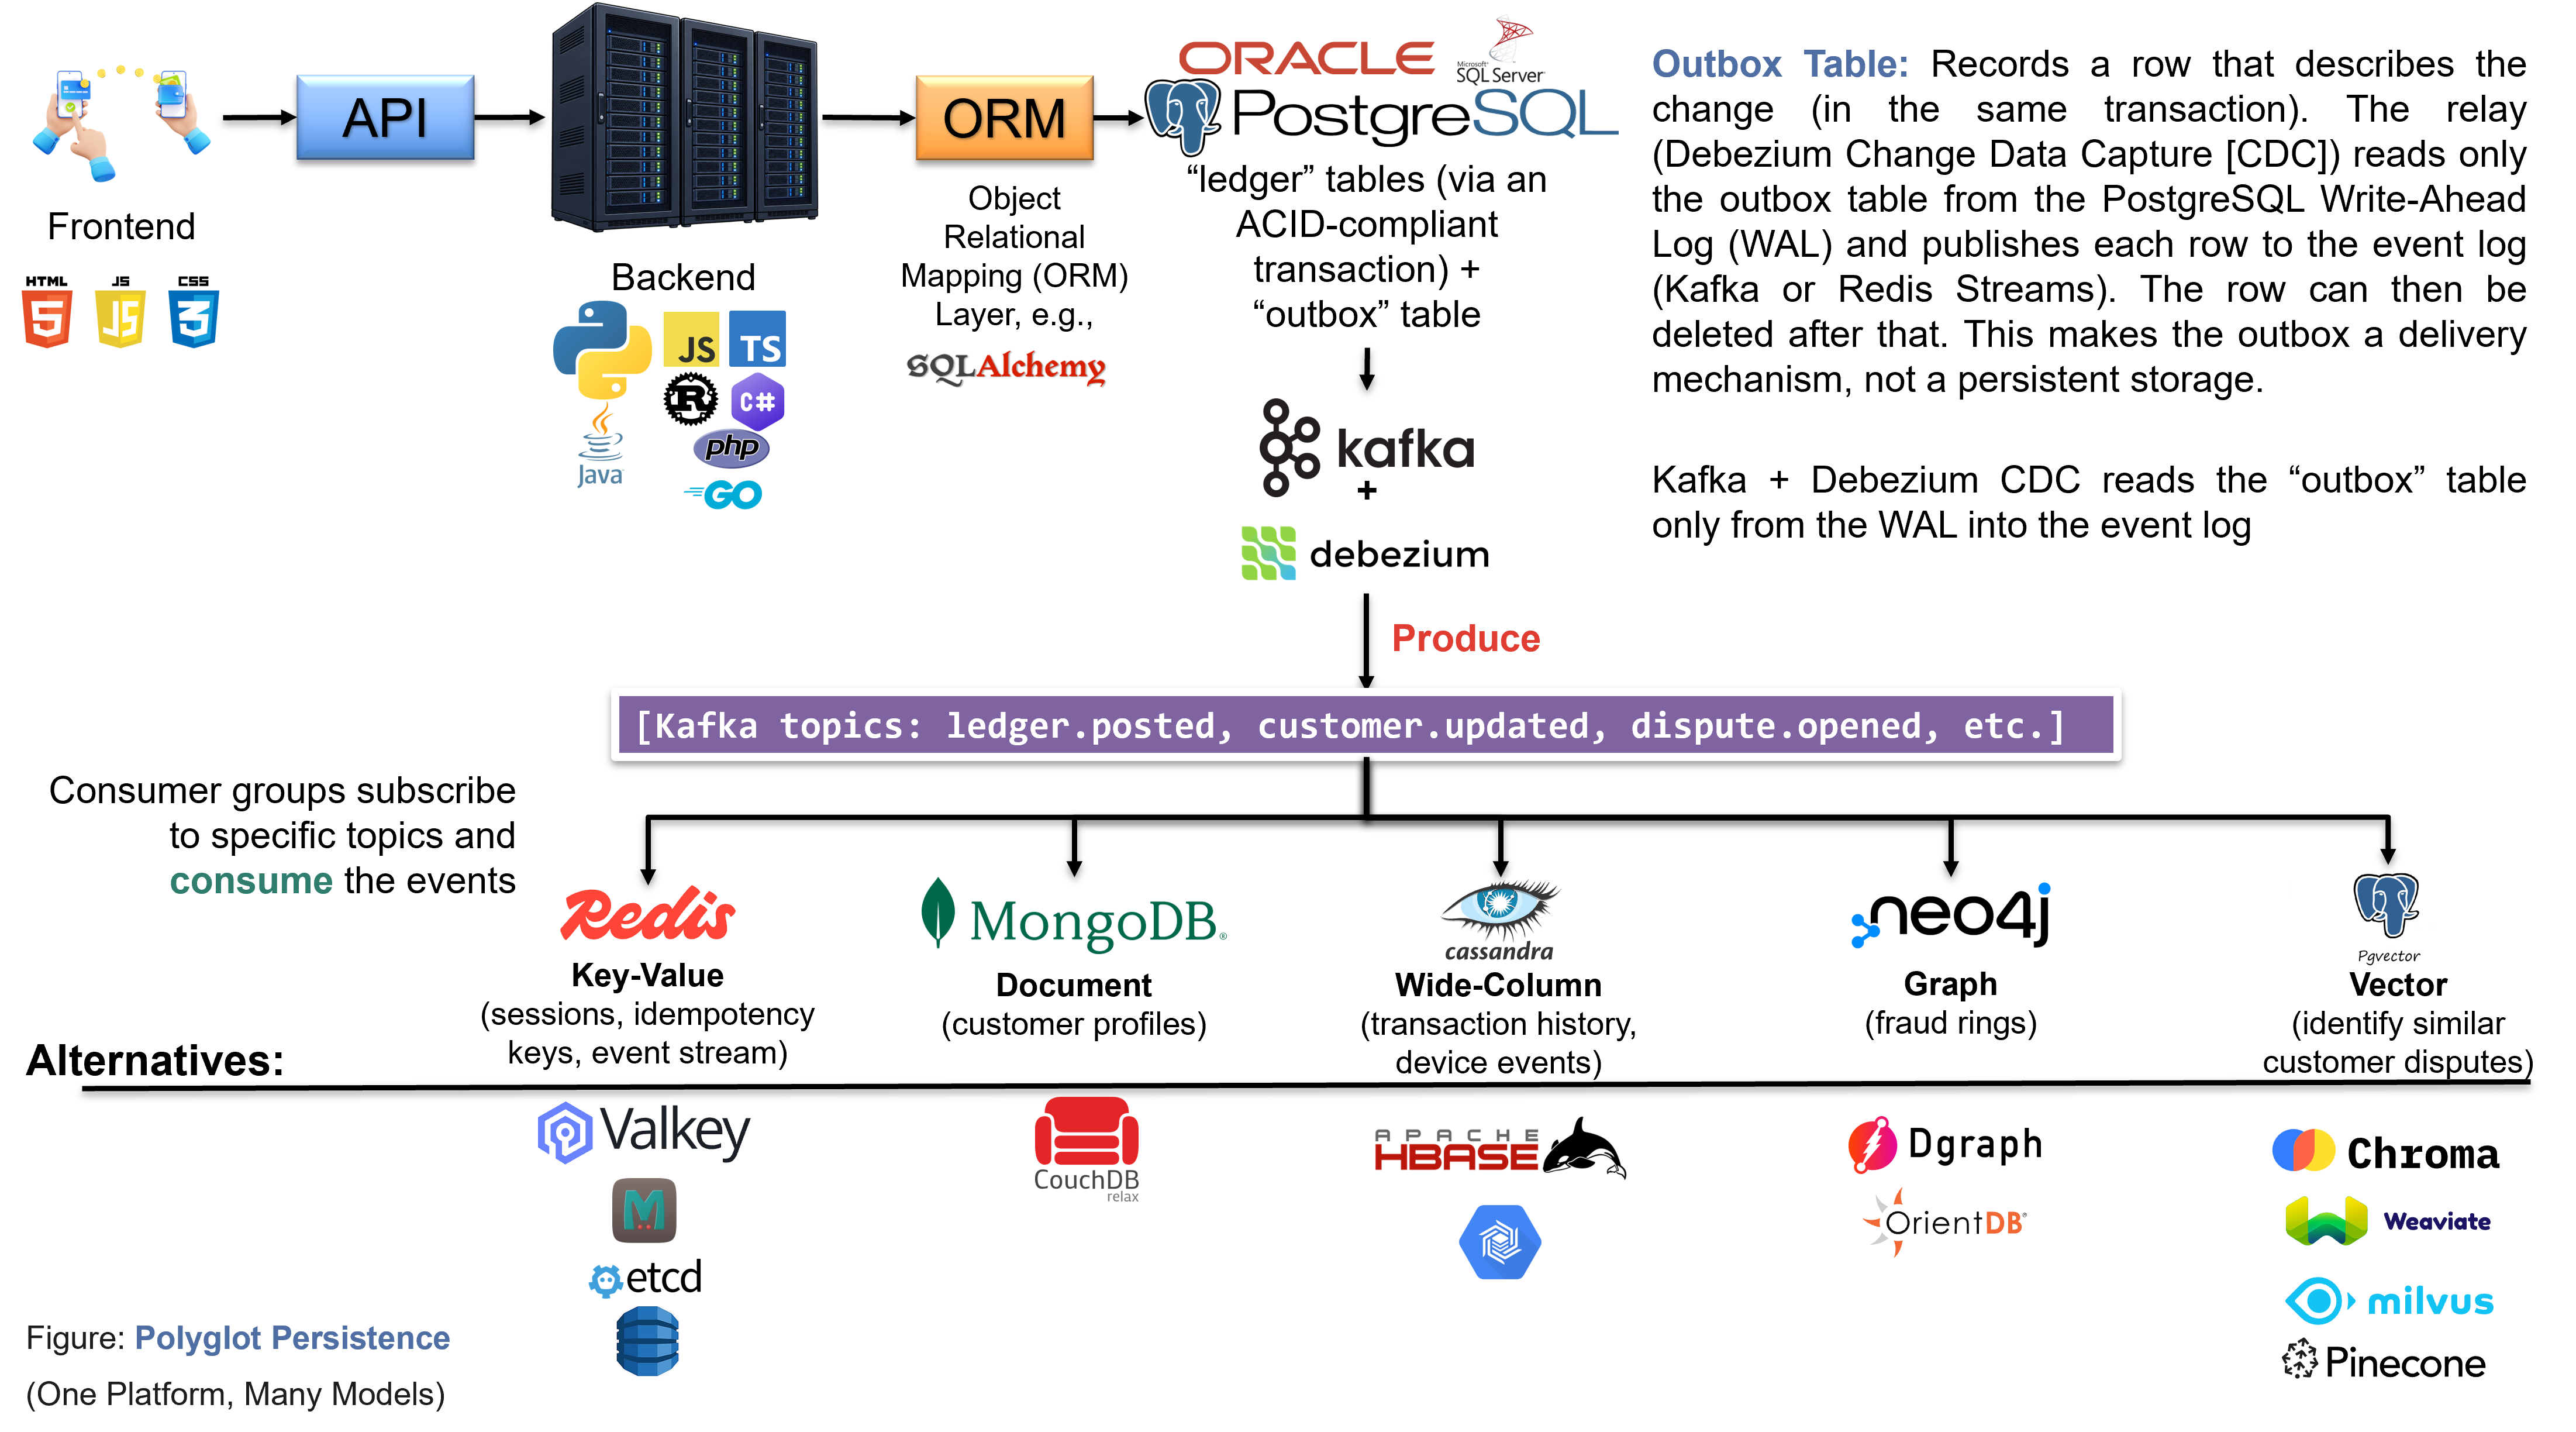 Frontend
HTML
5
JS
JS
CSS
3
API
Backend
JS
TS
R
C#
Java
php
GO
ORM
Object
Relational
Mapping (ORM)
Layer, e.g.,
SQLAlchemy
ORACLE
Microsoft
SQL Server
PostgreSQL
“ledger” tables (via an
ACID-compliant
transaction) +
“outbox” table
kafka
+
debezium
Produce
Outbox Table: Records a row that describes the
change (in the same transaction). The relay
(Debezium Change Data Capture [CDC]) reads only
the outbox table from the PostgreSQL Write-Ahead
Log (WAL) and publishes each row to the event log
(Kafka or Redis Streams). The row can then be
deleted after that. This makes the outbox a delivery
mechanism, not a persistent storage.
Kafka + Debezium CDC reads the “outbox” table
only from the WAL into the event log
[Kafka topics: ledger.posted, customer.updated, dispute.opened, etc.]
Consumer groups subscribe
to specific topics and
consume the events
Redis
Key-Value
(sessions, idempotency
keys, event stream)
MongoDB®
Document
(customer profiles)
cassandra
Wide-Column
(transaction history,
device events)
neo4j
Graph
(fraud rings)
Pgvector
Vector
(identify similar
customer disputes)
Alternatives:
Valkey
M
etcd
CouchDB
relax
APACHE
HBASE
Dgraph
OrientDB®
Chroma
Weaviate
milvus
Pinecone
Figure: Polyglot Persistence
(One Platform, Many Models)